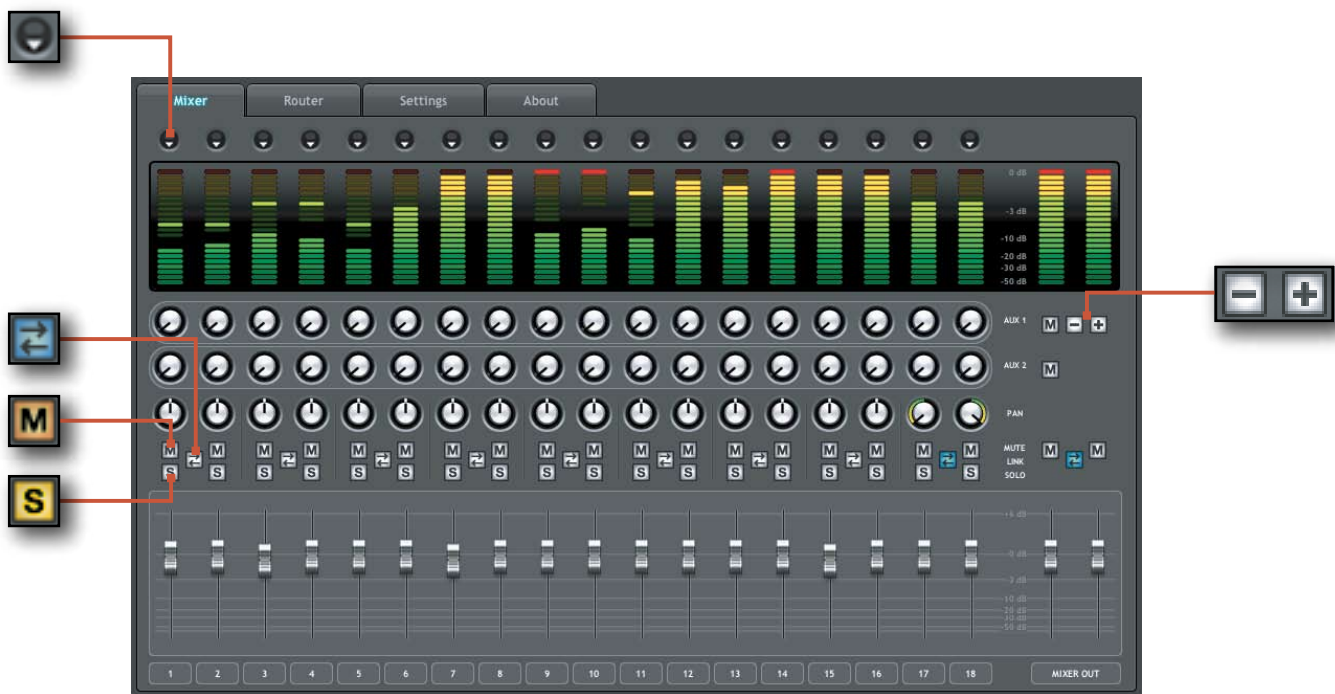 Mixer Router Settings About
0 dB
-3 dB
-10 dB
-20 dB
-30 dB
-50 dB
AUX 1 M
AUX 2 M
PAN
M M M M M M M M M M M M M M M M M M MUTE M M
LINK
S S S S S S S S S S S S S S S S S S SOLO
M
S
+6 dB
-0 dB
-3 dB
-10 dB
-20 dB
-30 dB
-50 dB
1 2 3 4 5 6 7 8 9 10 11 12 13 14 15 16 17 18 MIXER OUT